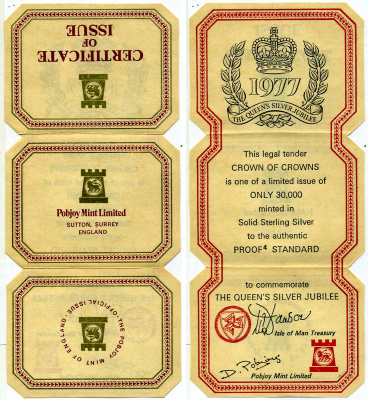 CERTIFICATE
OF
ISSUE
Pobjoy Mint Limited
SUTTON, SURREY
ENGLAND
·THE POBJOY MINT OF ENGLAND· OFFICIAL ISSUE
1977
THE QUEEN'S SILVER JUBILEE
This legal tender
CROWN OF CROWNS
is one of a limited issue of
ONLY 30,000
minted in
Solid Sterling Silver
to the authentic
PROOF⁴ STANDARD
to commemorate
THE QUEEN'S SILVER JUBILEE
Isle of Man Treasury
D. Pobjoy
Pobjoy Mint Limited